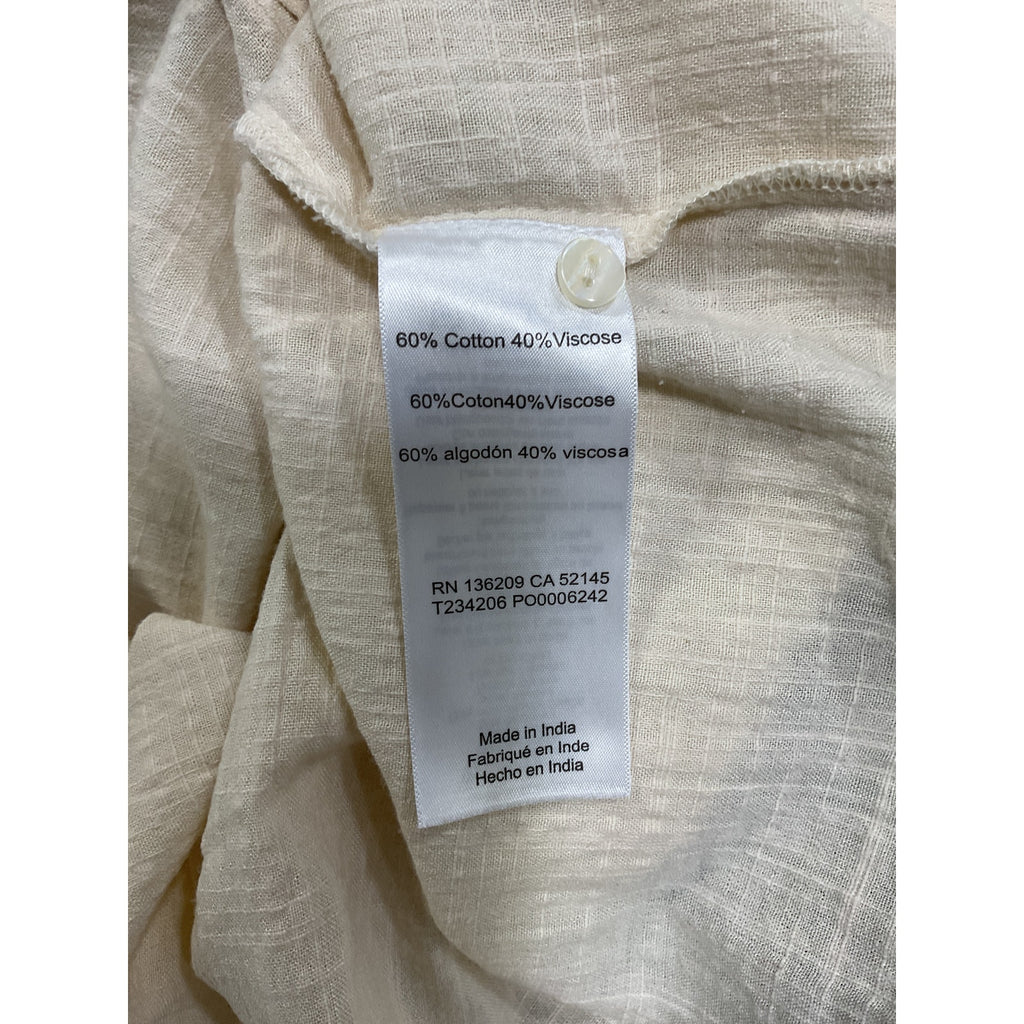 60% Cotton 40%Viscose
60%Coton40%Viscose
60% algodón 40% viscosa
RN 136209 CA 52145
T234206 PO0006242
Made in India
Fabriqué en Inde
Hecho en India